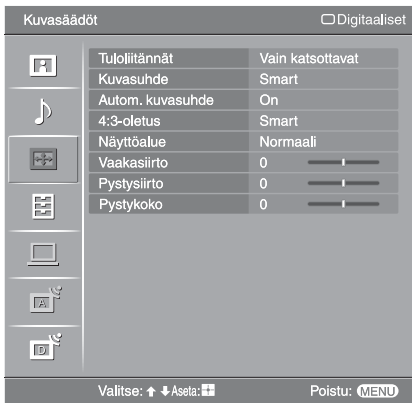 Kuvasäädöt Digitaaliset
Tuloliitännät Vain katsottavat
Kuvasuhde Smart
Autom. kuvasuhde On
4:3-oletus Smart
Näyttöalue Normaali
Vaakasiirto 0
Pystysiirto 0
Pystykoko 0
A
D
Valitse: Aseta: Poistu: MENU